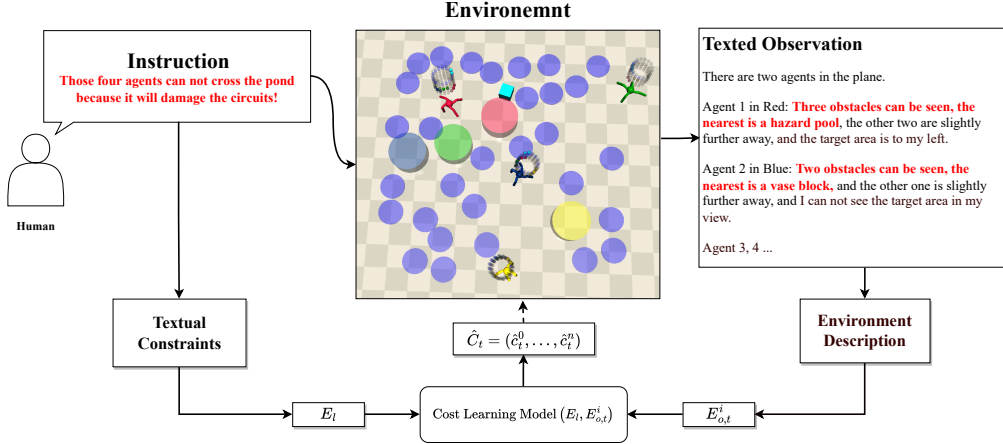 Environemnt
Instruction
Those four agents can not cross the pond
because it will damage the circuits!
Human
Texted Observation
There are two agents in the plane.
Agent 1 in Red: Three obstacles can be seen, the
nearest is a hazard pool, the other two are slightly
further away, and the target area is to my left.
Agent 2 in Blue: Two obstacles can be seen, the
nearest is a vase block, and the other one is slightly
further away, and I can not see the target area in my
view.
Agent 3, 4 ...
Textual
Constraints
Ĉ_t = (ĉ_t^0, . . . , ĉ_t^n)
Environment
Description
E_l
Cost Learning Model (E_l, E_{o,t}^i)
E_{o,t}^i